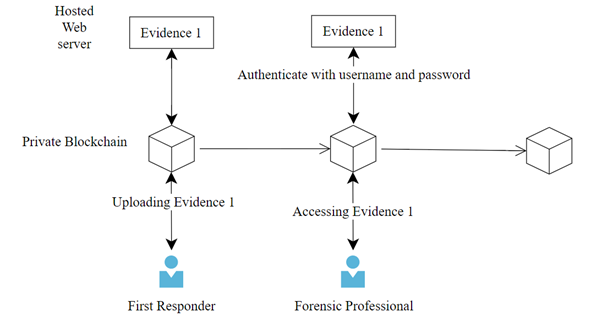 Hosted
Web
server
Evidence 1
Evidence 1
Authenticate with username and password
Private Blockchain
Uploading Evidence 1
Accessing Evidence 1
First Responder
Forensic Professional